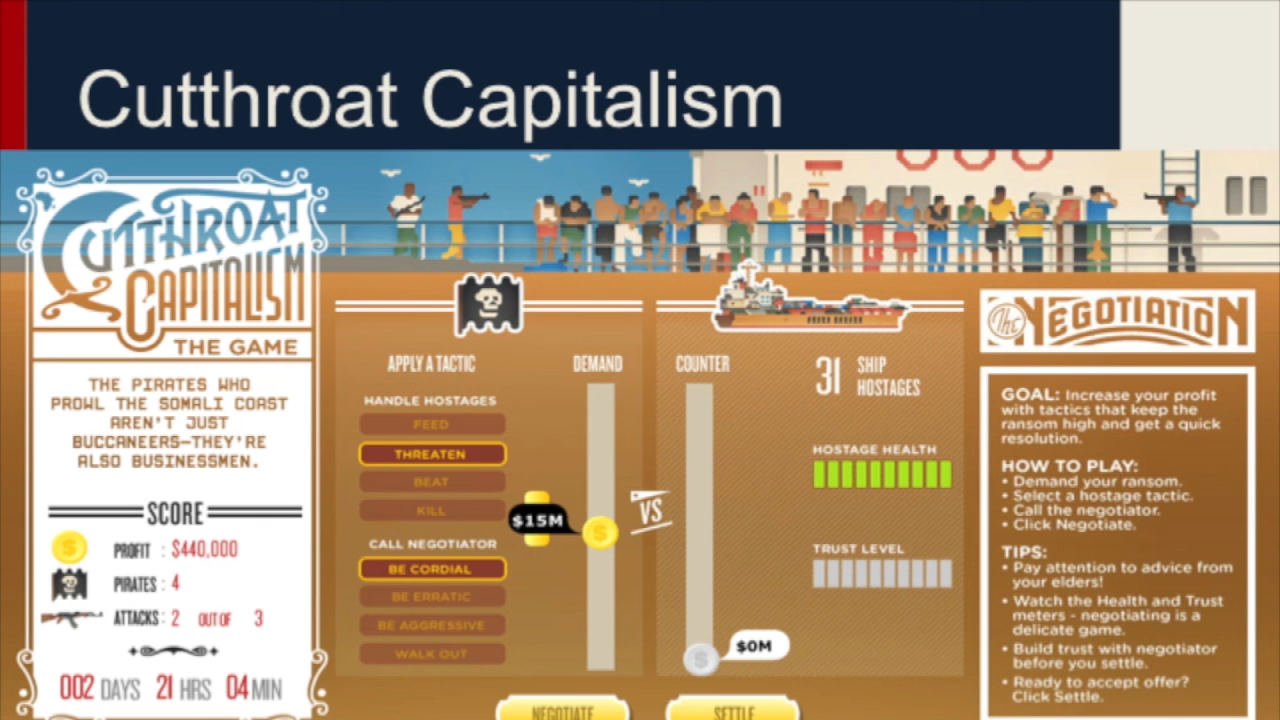 Cutthroat Capitalism
CUTTHROAT
CAPITALISM
THE GAME
THE PIRATES WHO
PROWL THE SOMALI COAST
AREN'T JUST
BUCCANEERS—THEY'RE
ALSO BUSINESSMEN.
SCORE
PROFIT : $440,000
PIRATES : 4
ATTACKS : 2 OUT OF 3
002 DAYS 21 HRS 04 MIN
APPLY A TACTIC
HANDLE HOSTAGES
FEED
THREATEN
BEAT
KILL
CALL NEGOTIATOR
BE CORDIAL
BE ERRATIC
BE AGGRESSIVE
WALK OUT
DEMAND
$15M
VS
COUNTER
$0M
31 SHIP
HOSTAGES
HOSTAGE HEALTH
TRUST LEVEL
NEGOTIATE
SETTLE
The NEGOTIATION
GOAL: Increase your profit
with tactics that keep the
ransom high and get a quick
resolution.
HOW TO PLAY:
• Demand your ransom.
• Select a hostage tactic.
• Call the negotiator.
• Click Negotiate.
TIPS:
• Pay attention to advice from
your elders!
• Watch the Health and Trust
meters - negotiating is a
delicate game.
• Build trust with negotiator
before you settle.
• Ready to accept offer?
Click Settle.